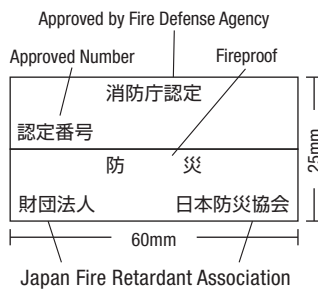 Approved by Fire Defense Agency
Approved Number
Fireproof
消防庁認定
認定番号
防 災
財団法人 日本防災協会
25mm
60mm
Japan Fire Retardant Association